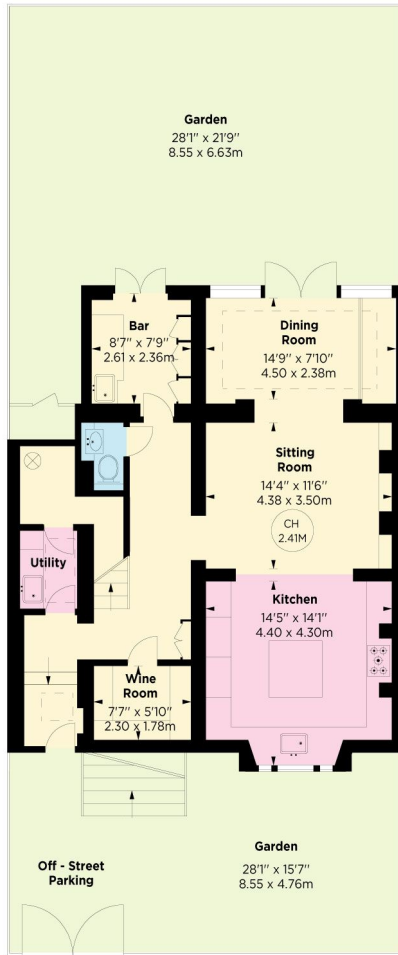 Garden
28'1" x 21'9"
8.55 x 6.63m
Bar
8'7" x 7'9"
2.61 x 2.36m
Dining
Room
14'9" x 7'10"
4.50 x 2.38m
Sitting
Room
14'4" x 11'6"
4.38 x 3.50m
CH
2.41M
Utility
Kitchen
14'5" x 14'1"
4.40 x 4.30m
Wine
Room
7'7" x 5'10"
2.30 x 1.78m
Off - Street
Parking
Garden
28'1" x 15'7"
8.55 x 4.76m